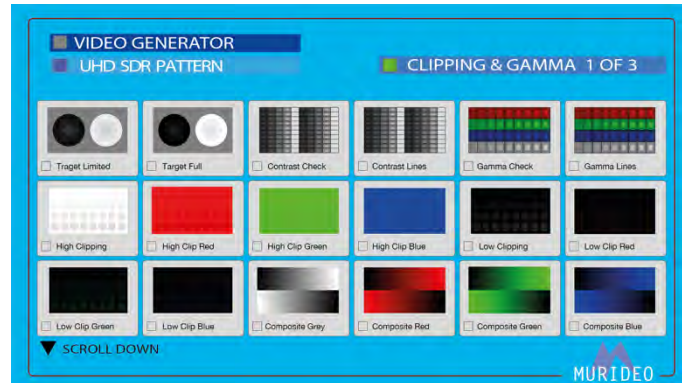 VIDEO GENERATOR
UHD SDR PATTERN
CLIPPING & GAMMA 1 OF 3
Traget Limited
Target Full
Contrast Check
Contrast Lines
Gamma Check
Gamma Lines
High Clipping
High Clip Red
High Clip Green
High Clip Blue
Low Clipping
Low Clip Red
Low Clip Green
Low Clip Blue
Composite Grey
Composite Red
Composite Green
Composite Blue
SCROLL DOWN
MURIDEO